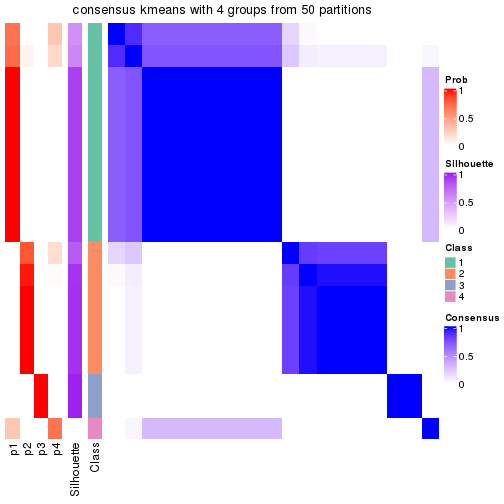 consensus kmeans with 4 groups from 50 partitions
Prob
1
0.5
0
Silhouette
1
0.5
0
Class
1
2
3
4
Consensus
1
0.5
0
p1
p2
p3
p4
Silhouette
Class